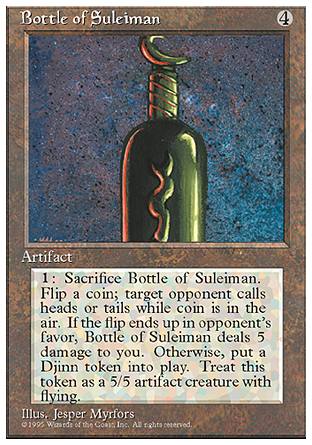 Bottle of Suleiman 4
Artifact
1: Sacrifice Bottle of Suleiman.
Flip a coin; target opponent calls
heads or tails while coin is in the
air. If the flip ends up in opponent's
favor, Bottle of Suleiman deals 5
damage to you. Otherwise, put a
Djinn token into play. Treat this
token as a 5/5 artifact creature with
flying.
Illus. Jesper Myrfors
©1995 Wizards of the Coast, Inc. All rights reserved.